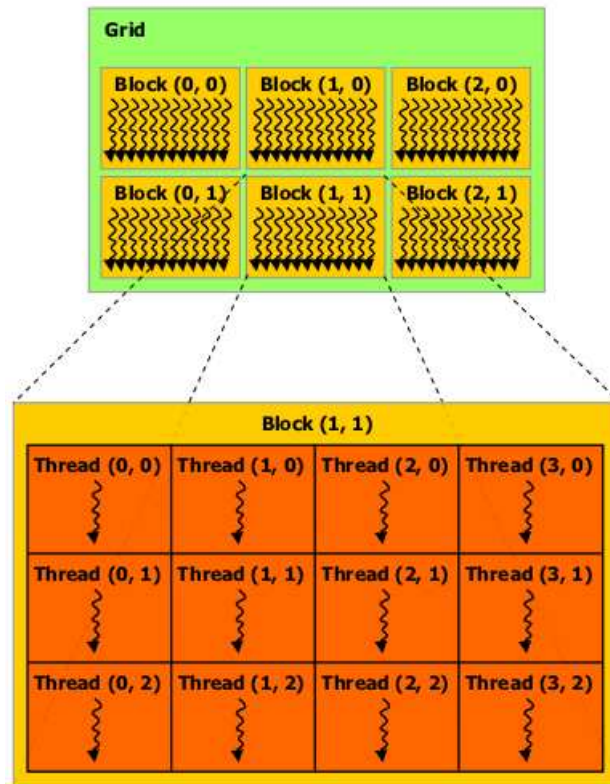 Grid
Block (0, 0) Block (1, 0) Block (2, 0)
Block (0, 1) Block (1, 1) Block (2, 1)
Block (1, 1)
Thread (0, 0) Thread (1, 0) Thread (2, 0) Thread (3, 0)
Thread (0, 1) Thread (1, 1) Thread (2, 1) Thread (3, 1)
Thread (0, 2) Thread (1, 2) Thread (2, 2) Thread (3, 2)